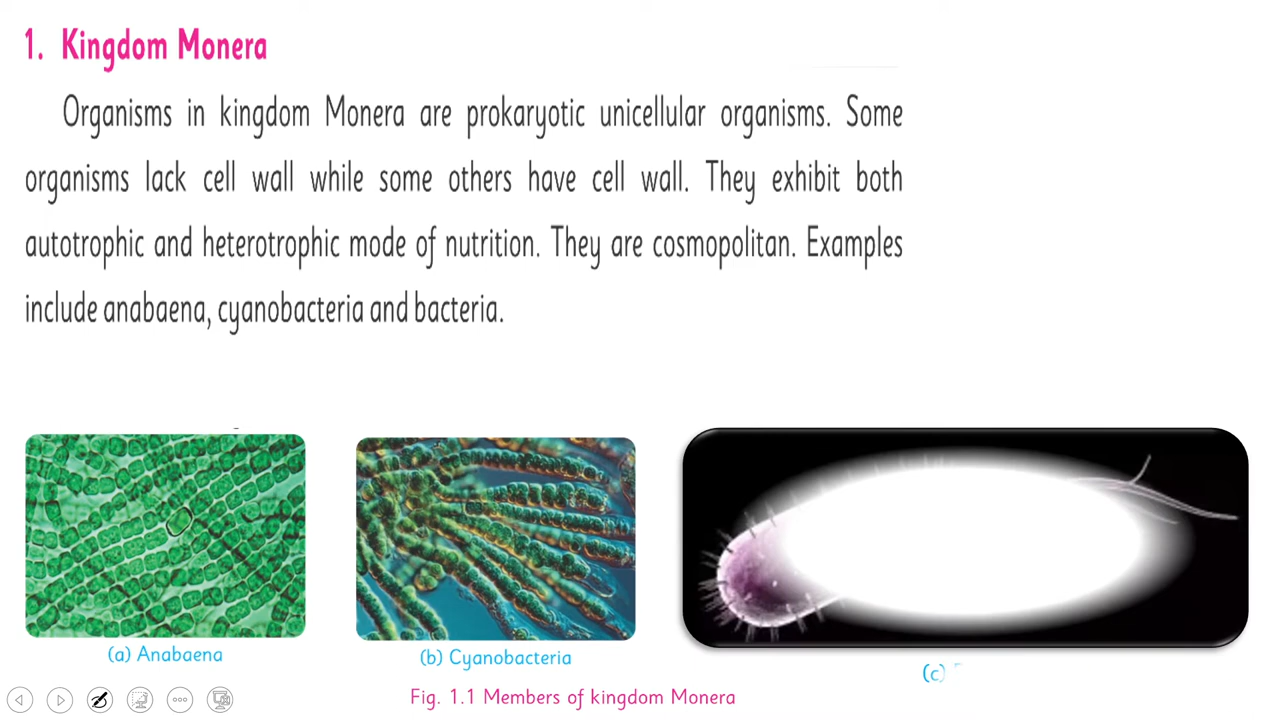 1. Kingdom Monera
Organisms in kingdom Monera are prokaryotic unicellular organisms. Some
organisms lack cell wall while some others have cell wall. They exhibit both
autotrophic and heterotrophic mode of nutrition. They are cosmopolitan. Examples
include anabaena, cyanobacteria and bacteria.
(a) Anabaena
(b) Cyanobacteria
(c)
Fig. 1.1 Members of kingdom Monera